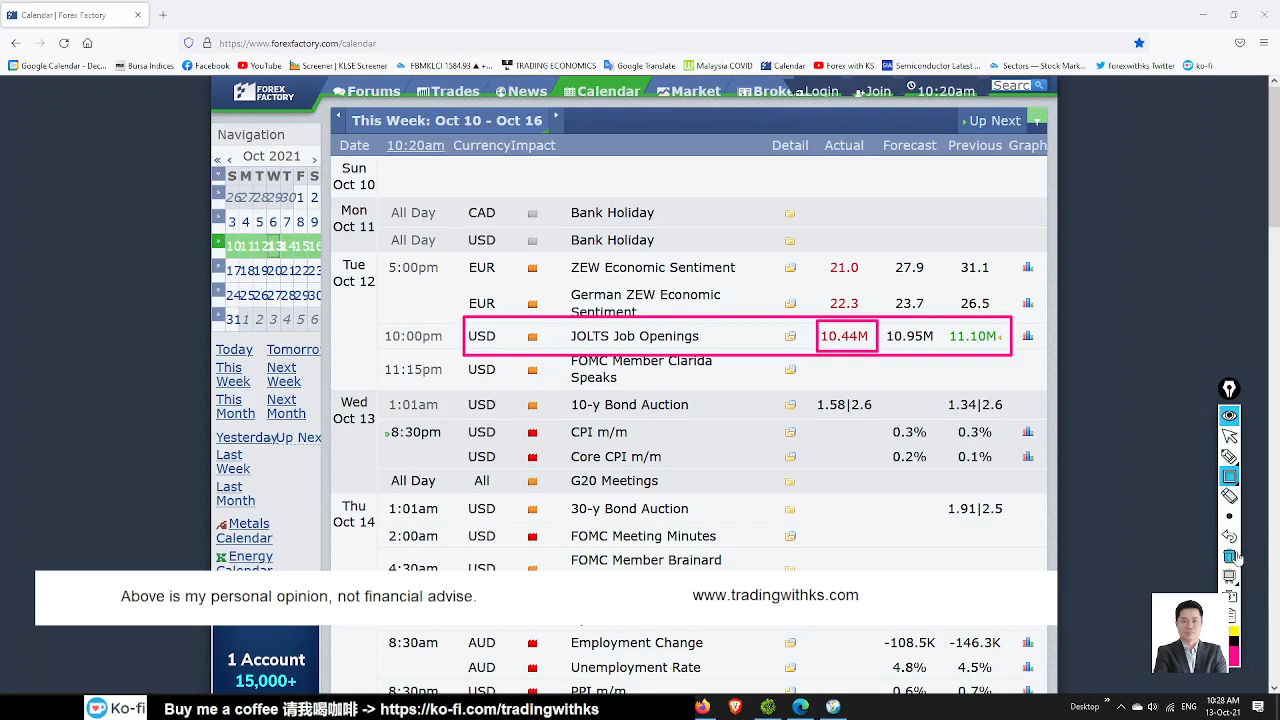 Calendar | Forex Factory
https://www.forexfactory.com/calendar
Google Calendar - Dec... Bursa Indices Facebook YouTube Screener | KLSE Screener FBMKLCI 1584.93 ▲ +... TRADING ECONOMICS Google Translate Malaysia COVID Calendar Forex with KS Semiconductor Latest ... Sectors — Stock Mark... forexwithks Twitter ko-fi
FOREX FACTORY Forums Trades News Calendar Market Brok Login Join 10:20am Searc
This Week: Oct 10 - Oct 16 Up Next
Date 10:20am Currency Impact Detail Actual Forecast Previous Graph
Sun
Oct 10
Mon
Oct 11
All Day CAD Bank Holiday
All Day USD Bank Holiday
Tue
Oct 12
5:00pm EUR ZEW Economic Sentiment 21.0 27.9 31.1
EUR German ZEW Economic Sentiment 22.3 23.7 26.5
10:00pm USD JOLTS Job Openings 10.44M 10.95M 11.10M
11:15pm USD FOMC Member Clarida Speaks
Wed
Oct 13
1:01am USD 10-y Bond Auction 1.58|2.6 1.34|2.6
8:30pm USD CPI m/m 0.3% 0.3%
USD Core CPI m/m 0.2% 0.1%
All Day All G20 Meetings
Thu
Oct 14
1:01am USD 30-y Bond Auction 1.91|2.5
2:00am USD FOMC Meeting Minutes
4:30am USD FOMC Member Brainard
8:30am AUD Employment Change -108.5K -146.3K
AUD Unemployment Rate 4.8% 4.5%
8:30pm USD PPI m/m 0.6% 0.7%
Navigation
« ‹ Oct 2021 ›
S M T W T F S
26 27 28 29 30 1 2
3 4 5 6 7 8 9
10 11 12 13 14 15 16
17 18 19 20 21 22 23
24 25 26 27 28 29 30
31 1 2 3 4 5 6
Today Tomorro
This Week Next Week
This Month Next Month
Yesterday Up Nex
Last Week
Last Month
Metals Calendar
Energy Calendar
1 Account
15,000+
Above is my personal opinion, not financial advise. www.tradingwithks.com
Ko-fi Buy me a coffee 请我喝咖啡 -> https://ko-fi.com/tradingwithks
Desktop
10:28 AM
13-Oct-21